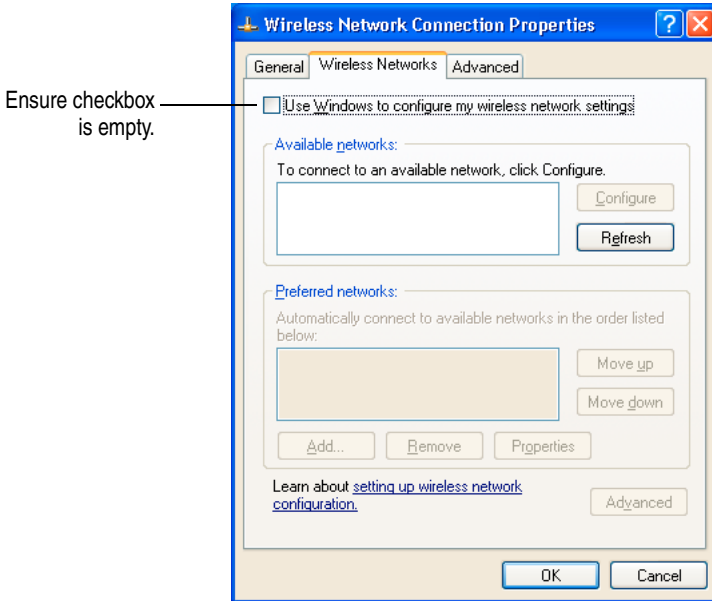 Wireless Network Connection Properties
General Wireless Networks Advanced
Ensure checkbox
is empty.
Use Windows to configure my wireless network settings
Available networks:
To connect to an available network, click Configure.
Configure
Refresh
Preferred networks:
Automatically connect to available networks in the order listed
below:
Move up
Move down
Add... Remove Properties
Learn about setting up wireless network
configuration.
Advanced
OK Cancel